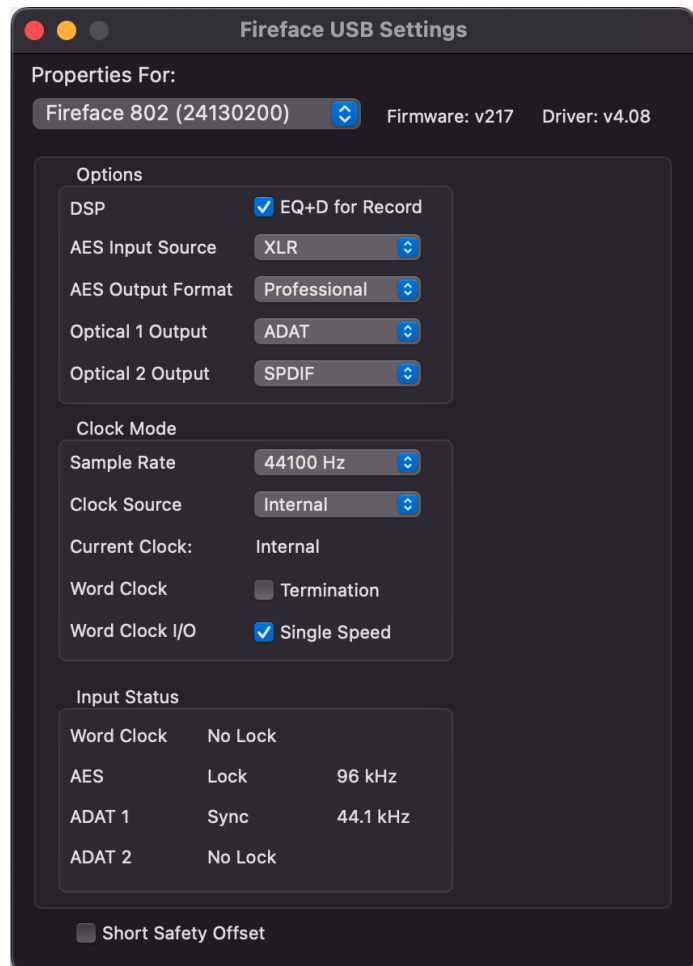 Fireface USB Settings
Properties For:
Fireface 802 (24130200) Firmware: v217 Driver: v4.08
Options
DSP EQ+D for Record
AES Input Source XLR
AES Output Format Professional
Optical 1 Output ADAT
Optical 2 Output SPDIF
Clock Mode
Sample Rate 44100 Hz
Clock Source Internal
Current Clock: Internal
Word Clock Termination
Word Clock I/O Single Speed
Input Status
Word Clock No Lock
AES Lock 96 kHz
ADAT 1 Sync 44.1 kHz
ADAT 2 No Lock
Short Safety Offset